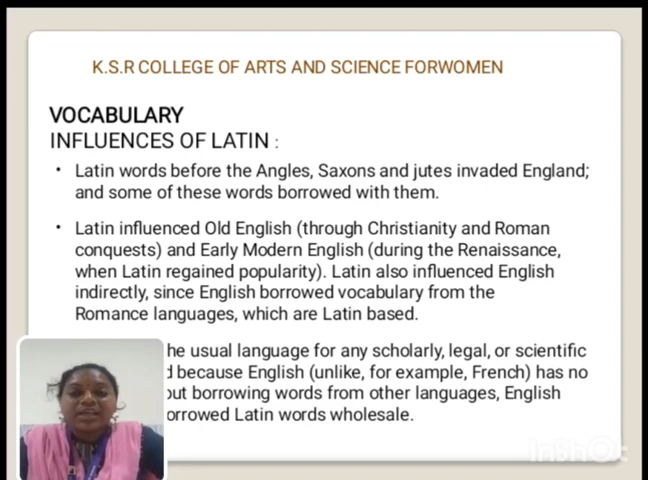 K.S.R COLLEGE OF ARTS AND SCIENCE FORWOMEN
VOCABULARY
INFLUENCES OF LATIN :
• Latin words before the Angles, Saxons and jutes invaded England;
and some of these words borrowed with them.
• Latin influenced Old English (through Christianity and Roman
conquests) and Early Modern English (during the Renaissance,
when Latin regained popularity). Latin also influenced English
indirectly, since English borrowed vocabulary from the
Romance languages, which are Latin based.
he usual language for any scholarly, legal, or scientific
d because English (unlike, for example, French) has no
out borrowing words from other languages, English
orrowed Latin words wholesale.
InShOt